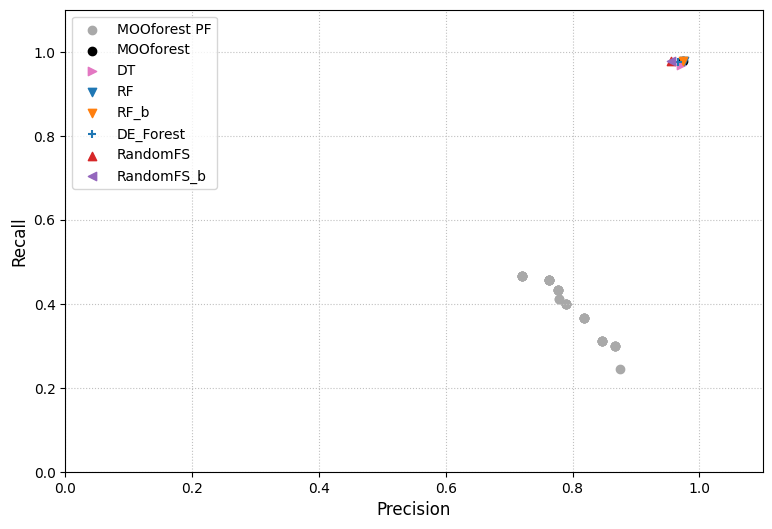 MOOforest PF
MOOforest
DT
RF
RF_b
DE_Forest
RandomFS
RandomFS_b
Recall
1.0
0.8
0.6
0.4
0.2
0.0
0.0 0.2 0.4 0.6 0.8 1.0
Precision